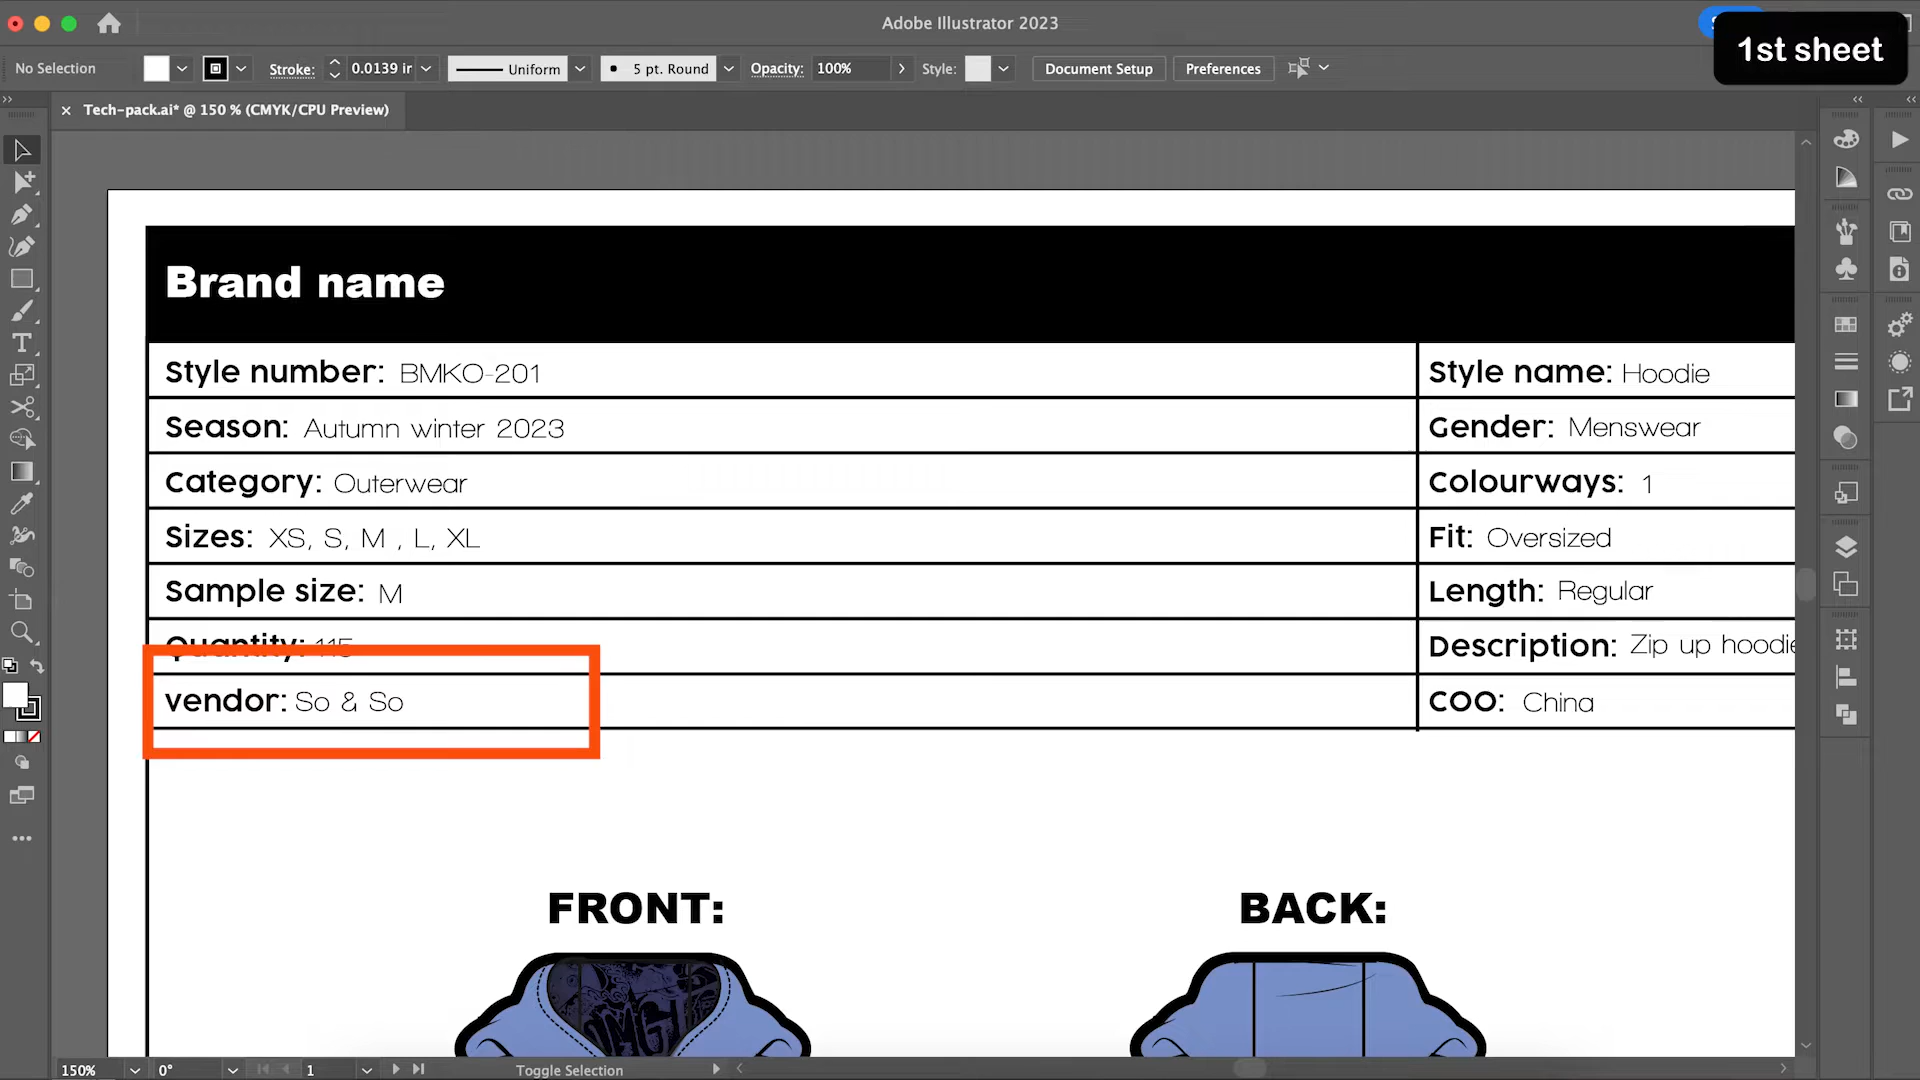 Adobe Illustrator 2023
1st sheet
No Selection
Stroke: 0.0139 in
Uniform
5 pt. Round
Opacity: 100%
Style:
Document Setup
Preferences
Tech-pack.ai* @ 150 % (CMYK/CPU Preview)
Brand name
Style number: BMKO-201
Style name: Hoodie
Season: Autumn winter 2023
Gender: Menswear
Category: Outerwear
Colourways: 1
Sizes: XS, S, M , L, XL
Fit: Oversized
Sample size: M
Length: Regular
Quantity: 115
Description: Zip up hoodie
vendor: So & So
COO: China
FRONT:
BACK:
150%
0°
1
Toggle Selection